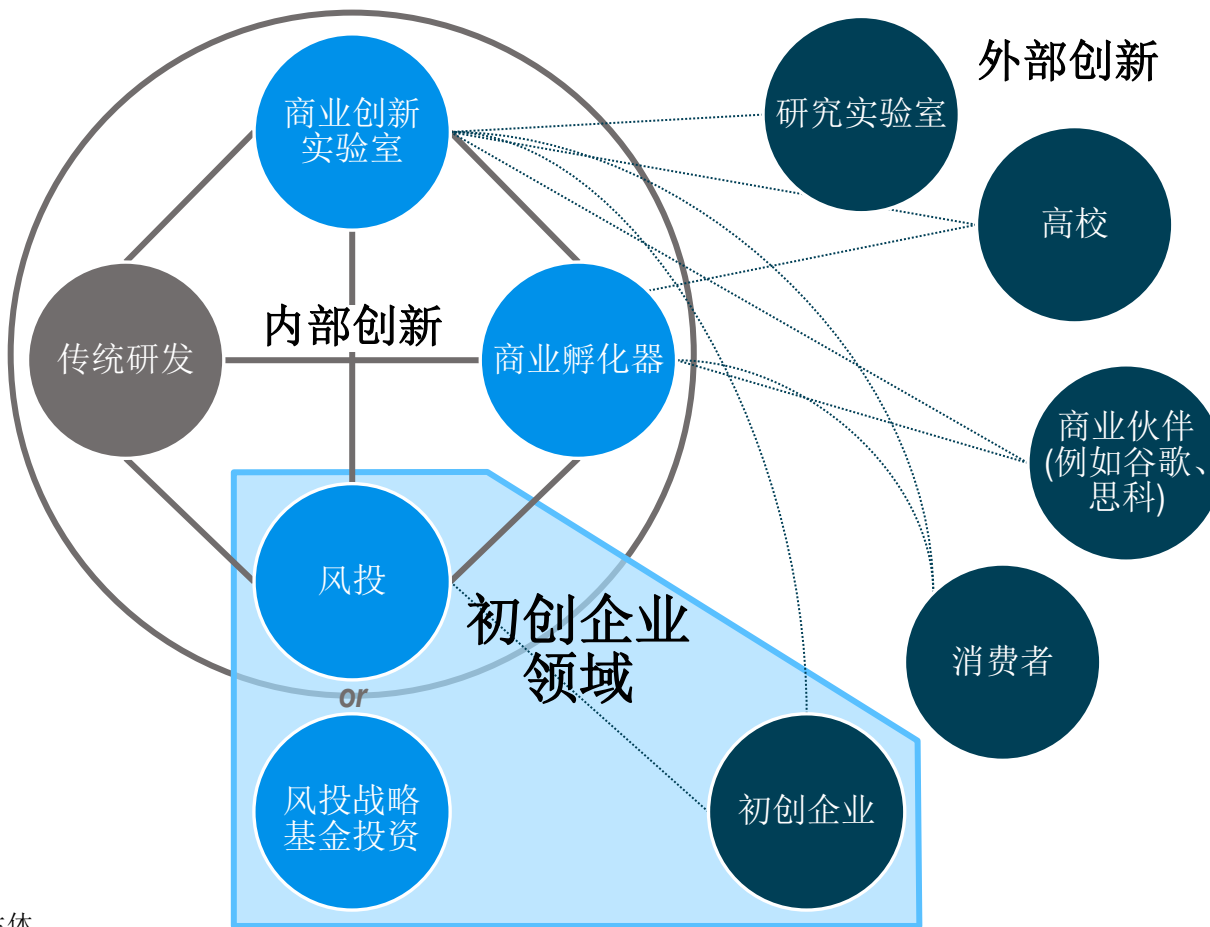 外部创新
商业创新
实验室
研究实验室
高校
内部创新
传统研发
商业孵化器
商业伙伴
(例如谷歌、
思科)
风投
初创企业
领域
消费者
or
风投战略
基金投资
初创企业